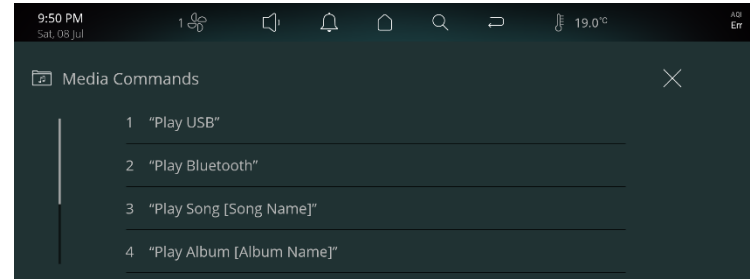 9:50 PM
Sat, 08 Jul
1
19.0°C
AQI
Err
Media Commands
1 “Play USB”
2 “Play Bluetooth”
3 “Play Song [Song Name]”
4 “Play Album [Album Name]”